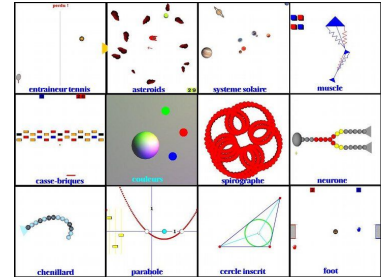 perdu !
entraineur tennis
asteroids
systeme solaire
muscle
casse-briques
couleurs
spirographe
neurone
chenillard
parabole
cercle inscrit
foot